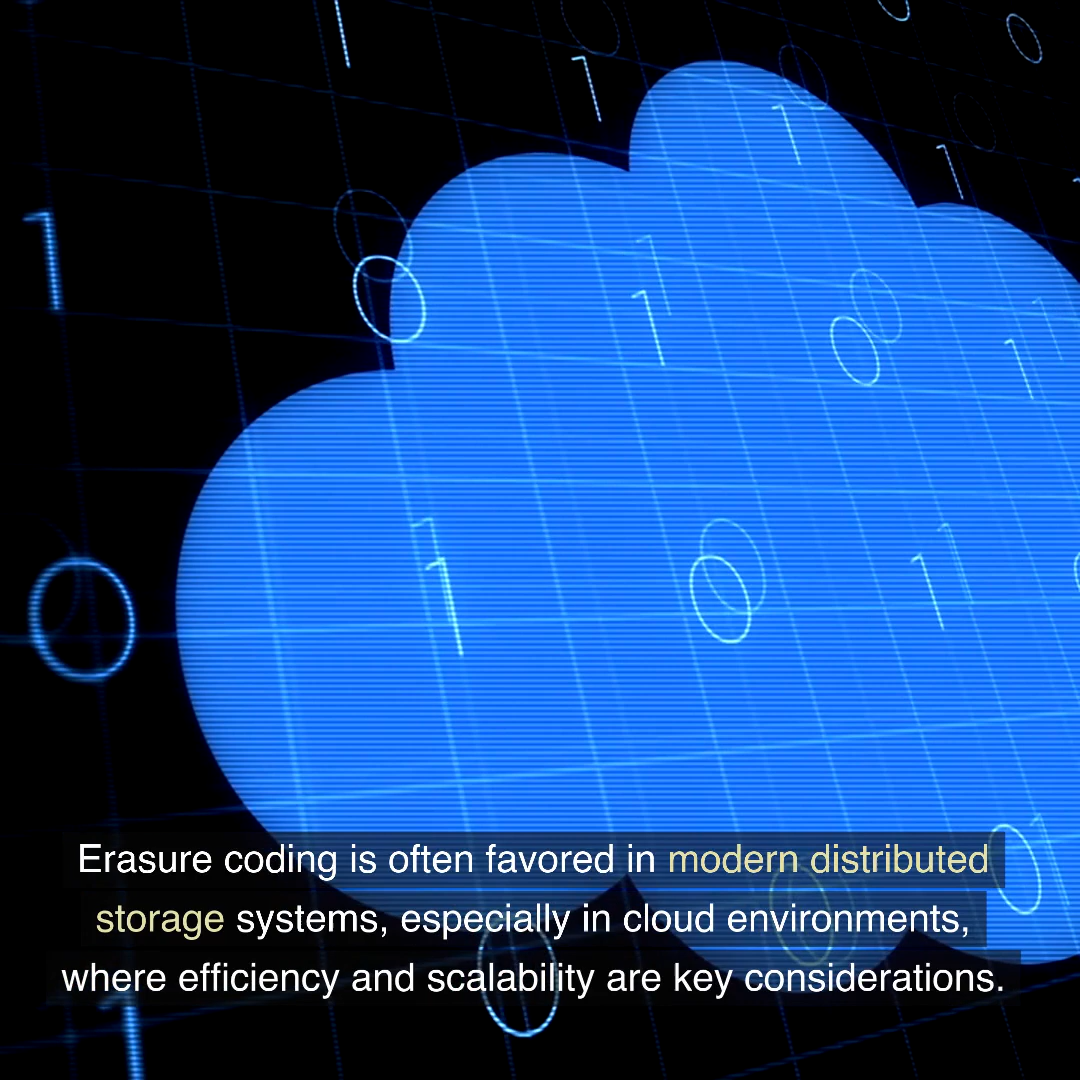 Erasure coding is often favored in modern distributed
storage systems, especially in cloud environments,
where efficiency and scalability are key considerations.